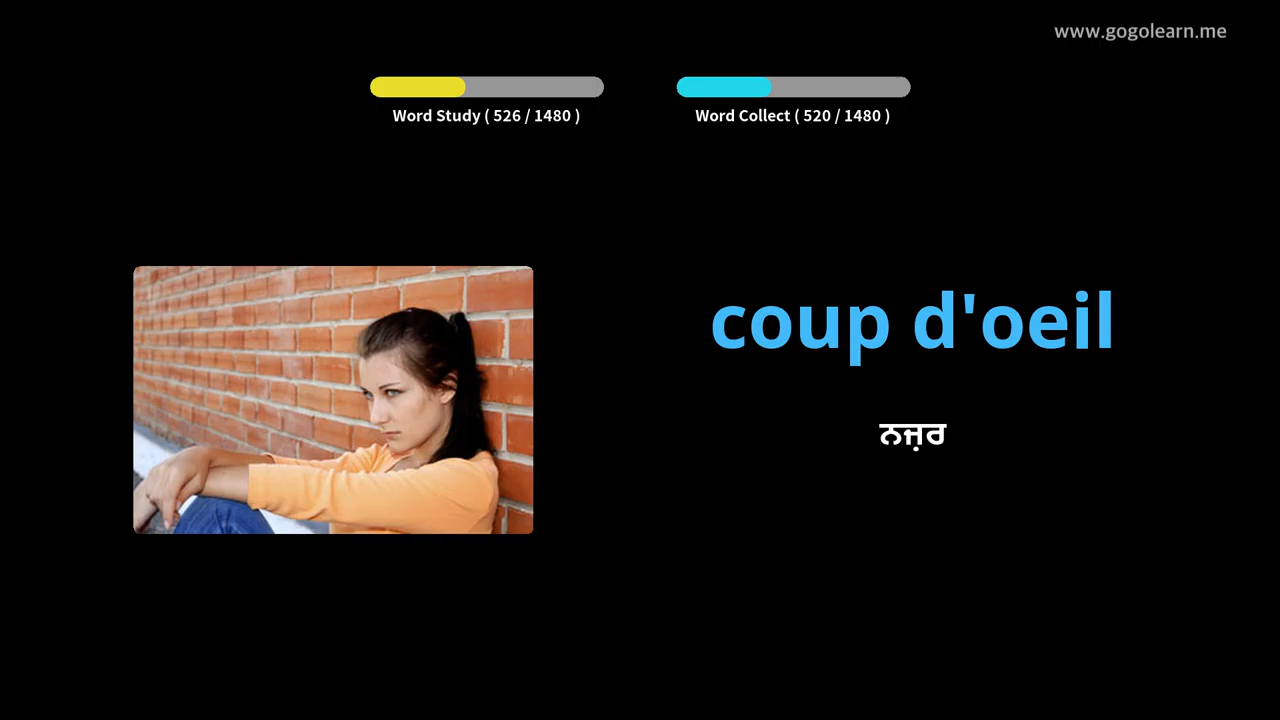 www.gogolearn.me
Word Study ( 526 / 1480 )
Word Collect ( 520 / 1480 )
coup d'oeil
ਨਜ਼ਰ